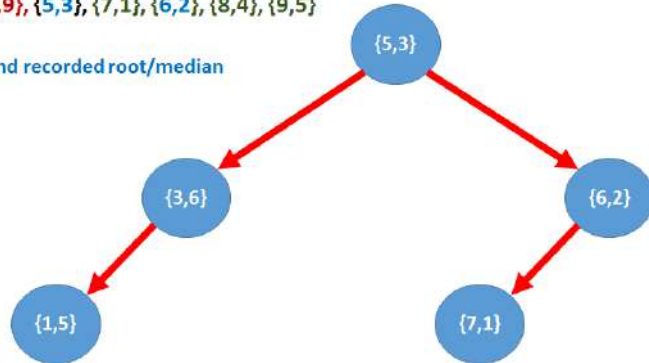 9}, {5,3}, {7,1}, {6,2}, {8,4}, {9,5}
recorded root/median
{5,3}
{3,6}
{6,2}
{1,5}
{7,1}